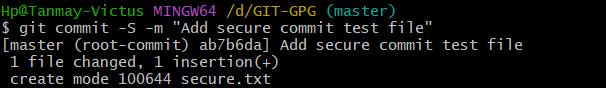 Hp@Tanmay-Victus MINGW64 /d/GIT-GPG (master)
$ git commit -S -m "Add secure commit test file"
[master (root-commit) ab7b6da] Add secure commit test file
 1 file changed, 1 insertion(+)
 create mode 100644 secure.txt